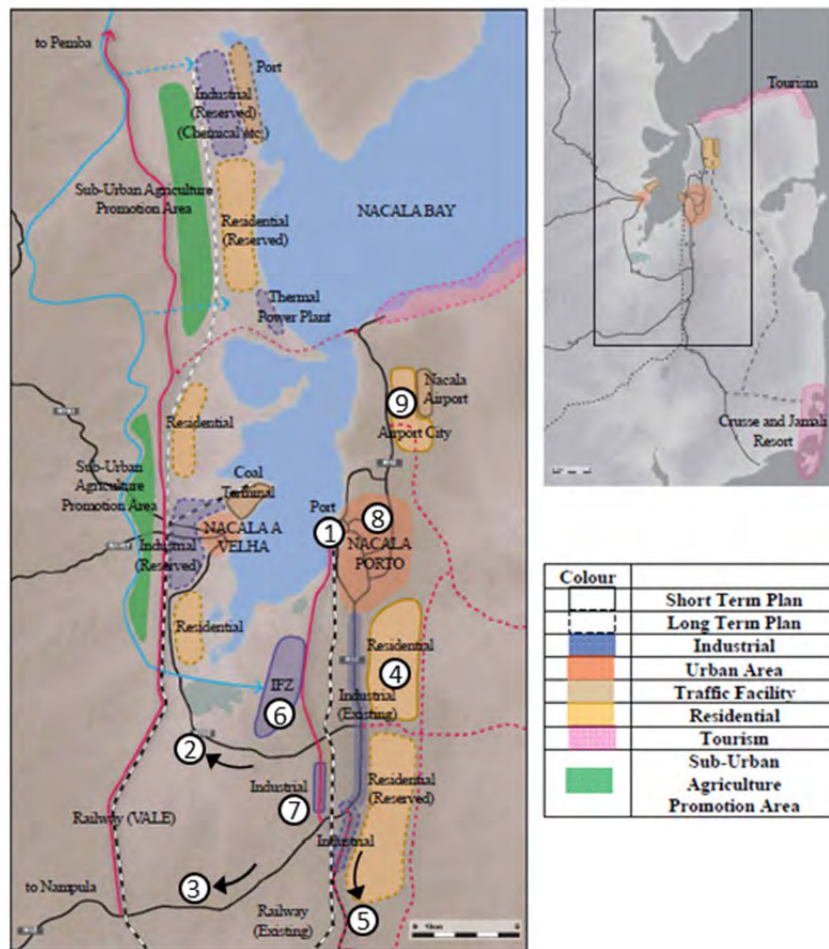 to Pemba
Port
Industrial
(Reserved)
(Chemical etc.)
Sub-Urban Agriculture
Promotion Area
Residential
(Reserved)
NACALA BAY
Thermal
Power Plant
Nacala
Airport
9
Airport City
Residential
Sub-Urban
Agriculture
Promotion Area
Coal
Terminal
Port
8
1
NACALA A
VELHA
NACALA
PORTO
Industrial
(Reserved)
Residential
Residential
4
IFZ
6
Industrial
(Existing)
2
Residential
(Reserved)
Industrial
7
Railway (VALE)
Industrial
3
to Nampula
Railway
(Existing)
5
Tourism
Crusse and Jamali
Resort
Colour
Short Term Plan
Long Term Plan
Industrial
Urban Area
Traffic Facility
Residential
Tourism
Sub-Urban
Agriculture
Promotion Area